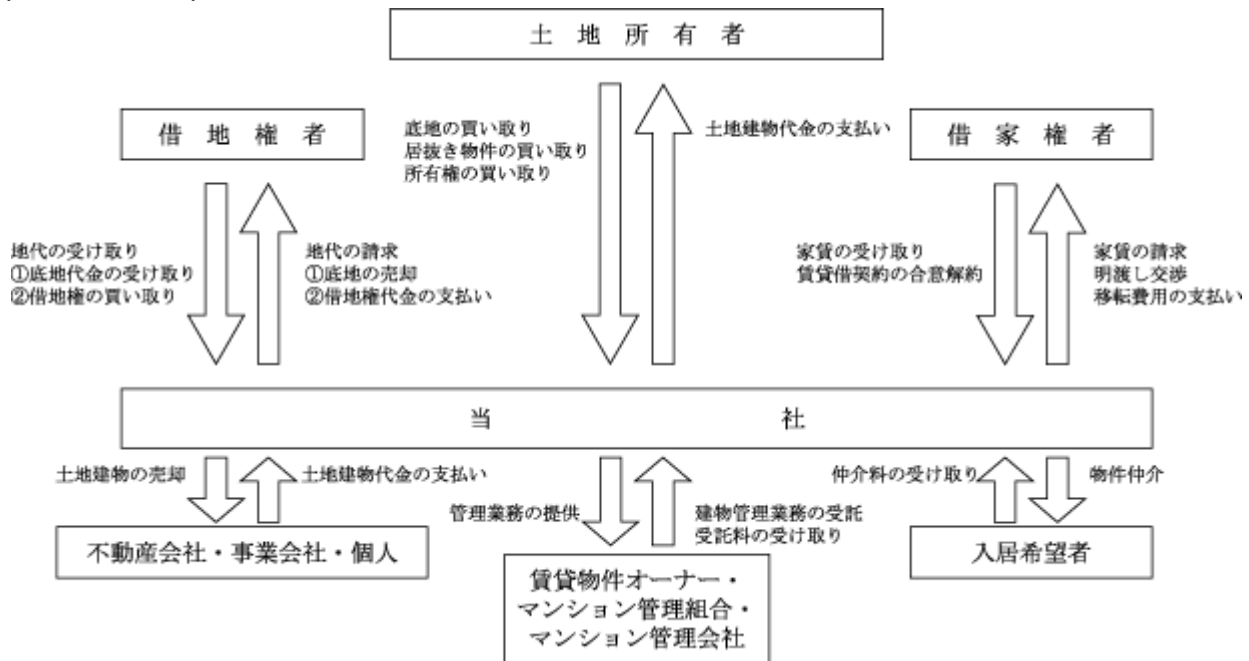 土地所有者
借地権者
底地の買い取り
居抜き物件の買い取り
所有権の買い取り
土地建物代金の支払い
借家権者
地代の受け取り
①底地代金の受け取り
②借地権の買い取り
地代の請求
①底地の売却
②借地権代金の支払い
家賃の受け取り
賃貸借契約の合意解約
家賃の請求
明渡し交渉
移転費用の支払い
当社
土地建物の売却
土地建物代金の支払い
管理業務の提供
建物管理業務の受託
受託料の受け取り
仲介料の受け取り
物件仲介
不動産会社・事業会社・個人
賃貸物件オーナー・
マンション管理組合・
マンション管理会社
入居希望者